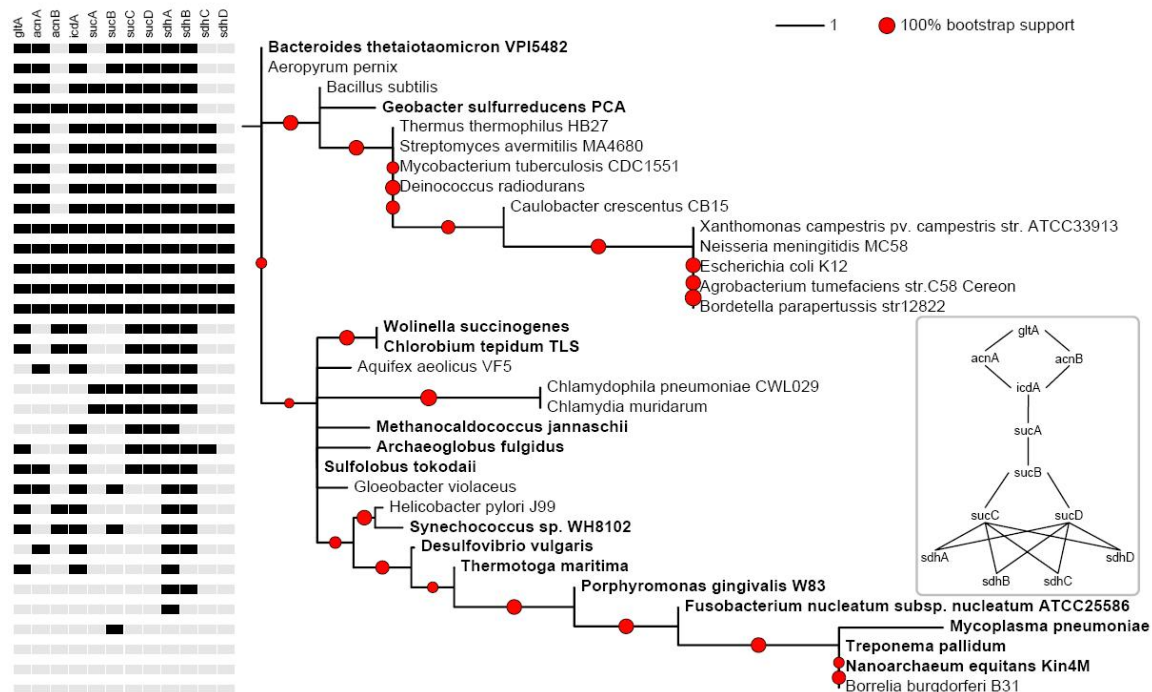 gltA acnA acnB icdA sucA sucB sucC sucD sdhA sdhB sdhC sdhD
1 100% bootstrap support
Bacteroides thetaiotaomicron VPI5482
Aeropyrum pernix
Bacillus subtilis
Geobacter sulfurreducens PCA
Thermus thermophilus HB27
Streptomyces avermitilis MA4680
Mycobacterium tuberculosis CDC1551
Deinococcus radiodurans
Caulobacter crescentus CB15
Xanthomonas campestris pv. campestris str. ATCC33913
Neisseria meningitidis MC58
Escherichia coli K12
Agrobacterium tumefaciens str.C58 Cereon
Bordetella parapertussis str12822
Wolinella succinogenes
Chlorobium tepidum TLS
Aquifex aeolicus VF5
Chlamydophila pneumoniae CWL029
Chlamydia muridarum
Methanocaldococcus jannaschii
Archaeoglobus fulgidus
Sulfolobus tokodaii
Gloeobacter violaceus
Helicobacter pylori J99
Synechococcus sp. WH8102
Desulfovibrio vulgaris
Thermotoga maritima
Porphyromonas gingivalis W83
Fusobacterium nucleatum subsp. nucleatum ATCC25586
Mycoplasma pneumoniae
Treponema pallidum
Nanoarchaeum equitans Kin4M
Borrelia burgdorferi B31
gltA
acnA acnB
icdA
sucA
sucB
sucC sucD
sdhA sdhD
sdhB sdhC